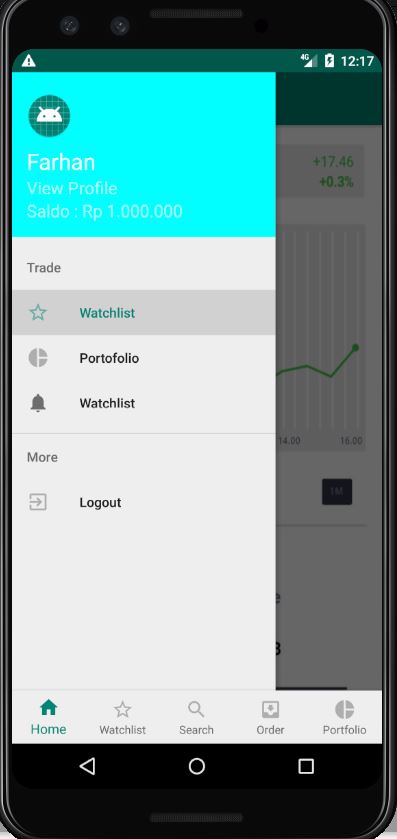 4G
12:17
Farhan
View Profile
Saldo : Rp 1.000.000
+17.46
+0.3%
Trade
Watchlist
Portofolio
Watchlist
14.00
16.00
More
1M
Logout
e
3
Home
Watchlist
Search
Order
Portfolio